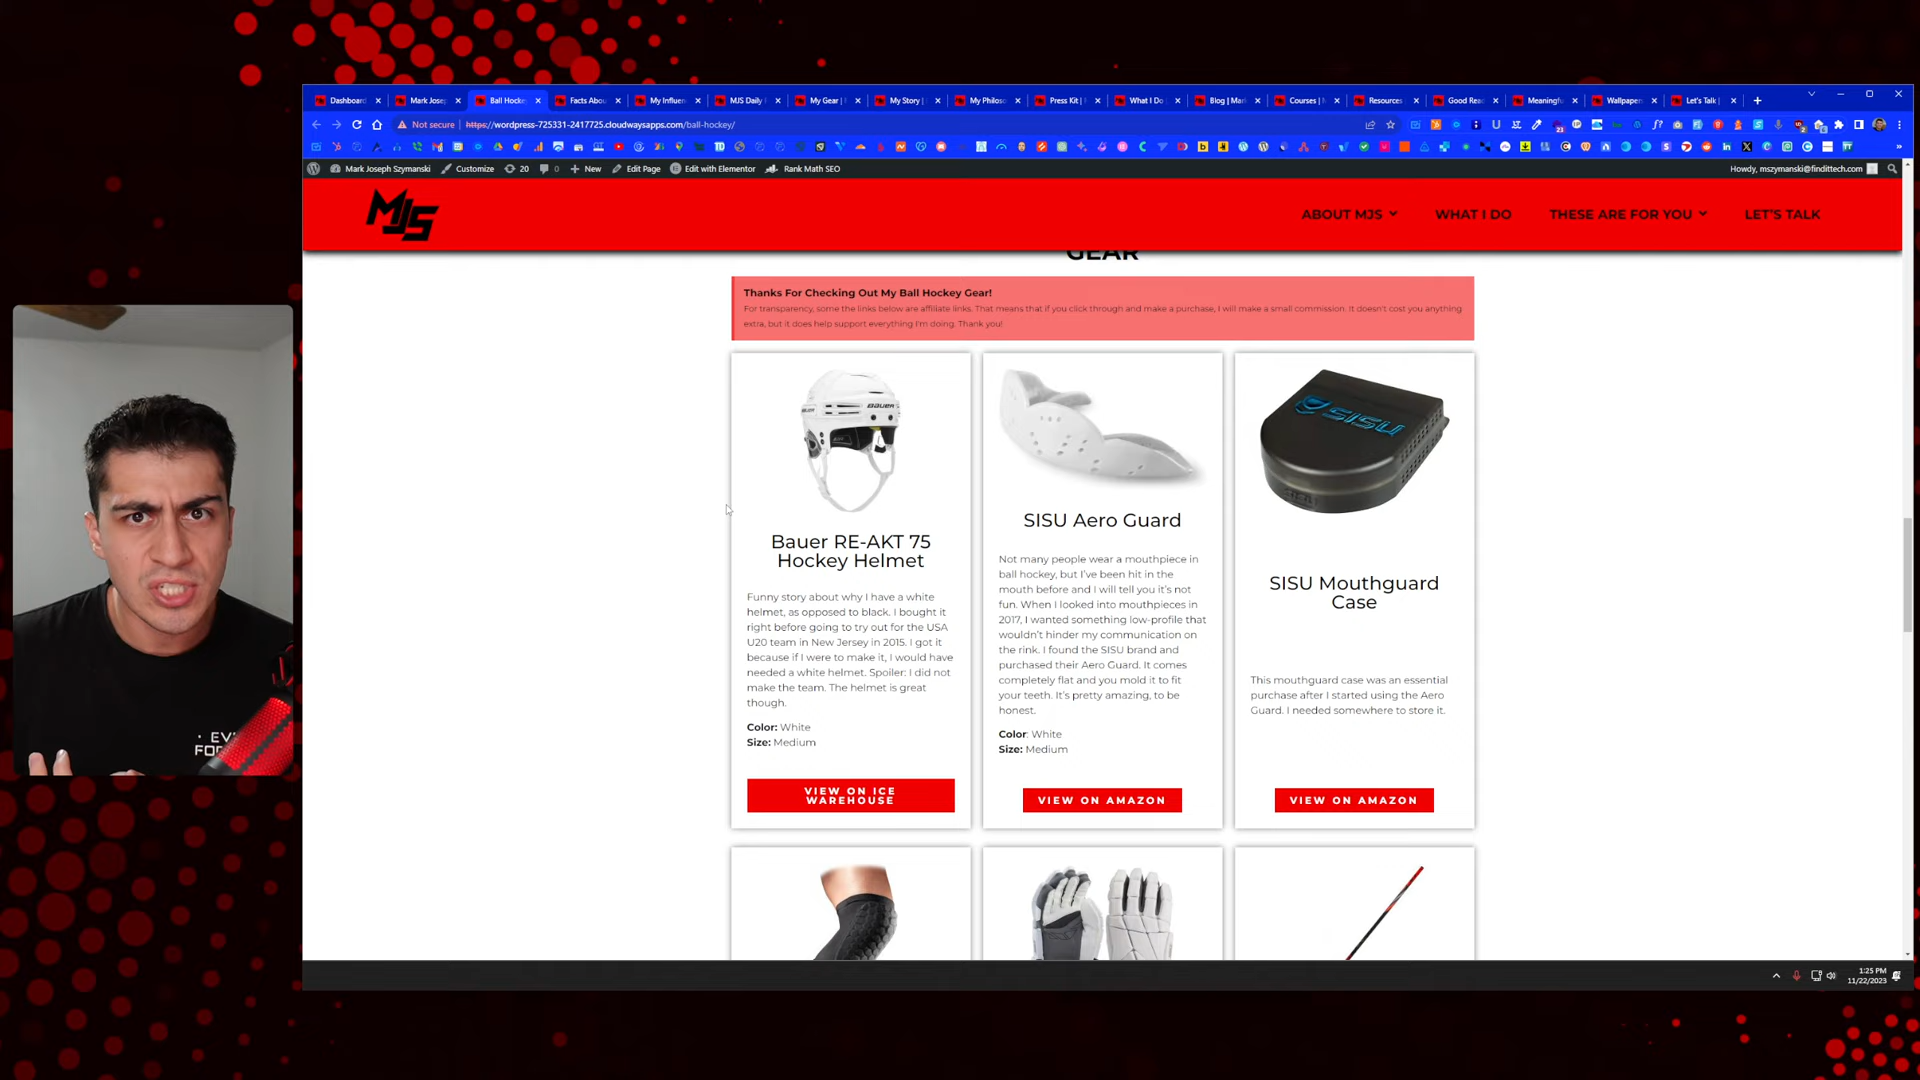 Dashboard
Mark Josep
Ball Hocke
Facts Abou
My Influen
MJS Daily
My Gear |
My Story |
My Philoso
Press Kit |
What I Do
Blog | Mar
Courses |
Resources
Good Rea
Meaningfu
Wallpaper
Let's Talk |
Not secure
https://wordpress-725331-2417725.cloudwaysapps.com/ball-hockey/
Mark Joseph Szymanski
Customize
20
0
New
Edit Page
Edit with Elementor
Rank Math SEO
Howdy, mszymanski@findittech.com
MJS
ABOUT MJS
WHAT I DO
THESE ARE FOR YOU
LET'S TALK
GEAR
Thanks For Checking Out My Ball Hockey Gear!
For transparency, some the links below are affiliate links. That means that if you click through and make a purchase, I will make a small commission. It doesn't cost you anything
extra, but it does help support everything I'm doing. Thank you!
BAUER
Bauer RE-AKT 75
Hockey Helmet
Funny story about why I have a white
helmet, as opposed to black. I bought it
right before going to try out for the USA
U20 team in New Jersey in 2015. I got it
because if I were to make it, I would have
needed a white helmet. Spoiler: I did not
make the team. The helmet is great
though.
Color: White
Size: Medium
VIEW ON ICE
WAREHOUSE
SISU Aero Guard
Not many people wear a mouthpiece in
ball hockey, but I've been hit in the
mouth before and I will tell you it's not
fun. When I looked into mouthpieces in
2017, I wanted something low-profile that
wouldn't hinder my communication on
the rink. I found the SISU brand and
purchased their Aero Guard. It comes
completely flat and you mold it to fit
your teeth. It's pretty amazing, to be
honest.
Color: White
Size: Medium
VIEW ON AMAZON
SISU
SISU Mouthguard
Case
This mouthguard case was an essential
purchase after I started using the Aero
Guard. I needed somewhere to store it.
VIEW ON AMAZON
1:25 PM
11/22/2023